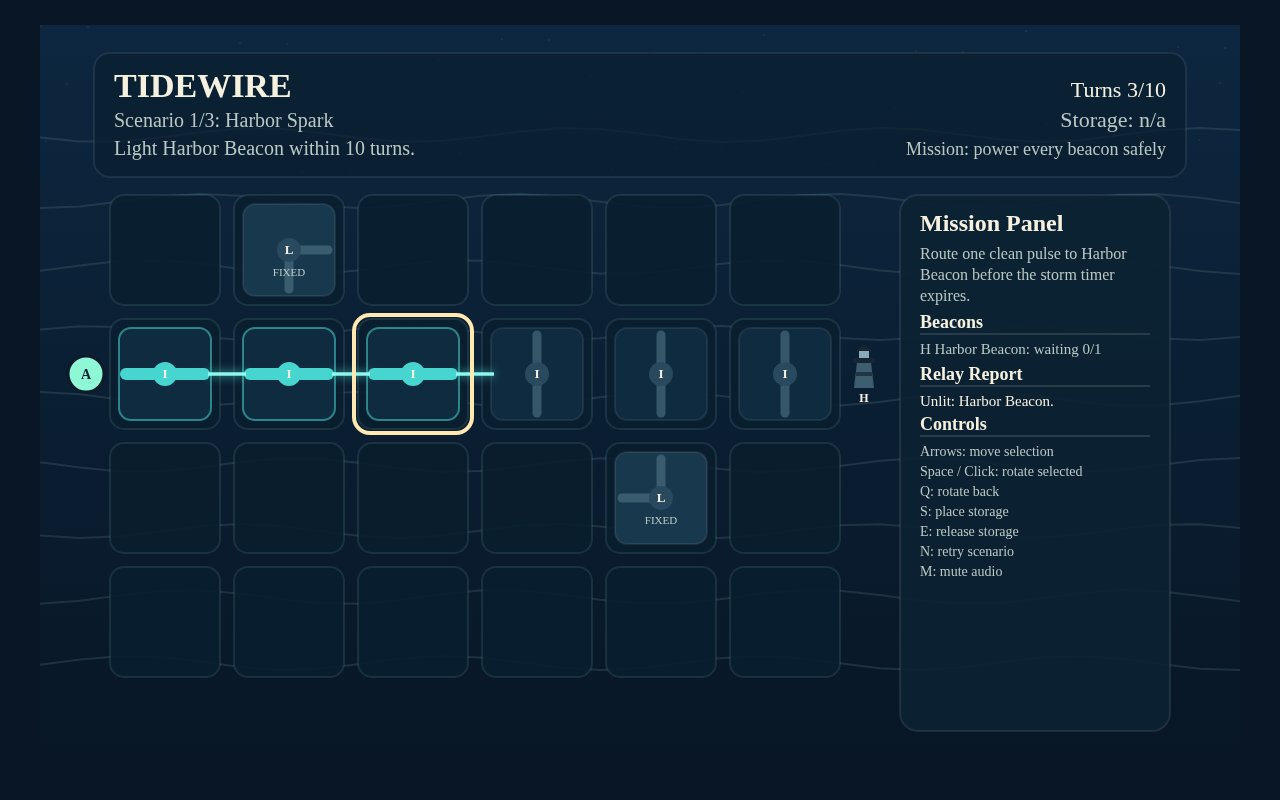 TIDEWIRE
Scenario 1/3: Harbor Spark
Light Harbor Beacon within 10 turns.
Turns 3/10
Storage: n/a
Mission: power every beacon safely
L
FIXED
A
I
I
I
I
I
I
H
L
FIXED
Mission Panel
Route one clean pulse to Harbor
Beacon before the storm timer
expires.
Beacons
H Harbor Beacon: waiting 0/1
Relay Report
Unlit: Harbor Beacon.
Controls
Arrows: move selection
Space / Click: rotate selected
Q: rotate back
S: place storage
E: release storage
N: retry scenario
M: mute audio